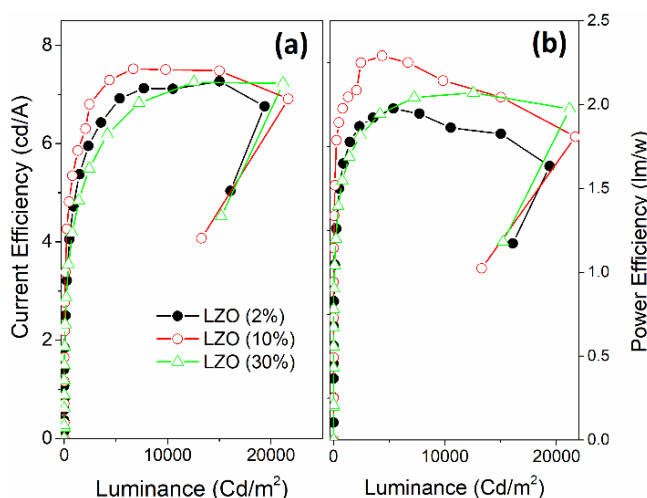 (a)
(b)
8
6
4
2
0
Current Efficiency (cd/A)
2.5
2.0
1.5
1.0
0.5
0.0
Power Efficiency (lm/w)
LZO (2%)
LZO (10%)
LZO (30%)
0 10000 20000
0 10000 20000
Luminance (Cd/m²)
Luminance (Cd/m²)